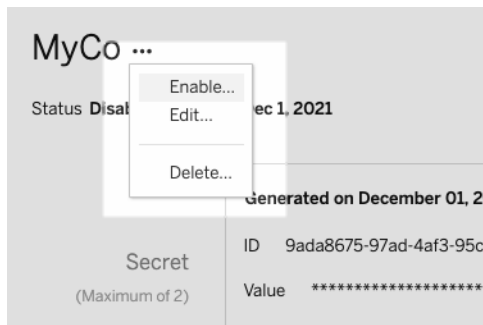 MyCo ...
Enable...
Status Disab ec 1, 2021
Edit...
Delete...
Generated on December 01, 2
ID 9ada8675-97ad-4af3-95c
Secret
(Maximum of 2)
Value ********************